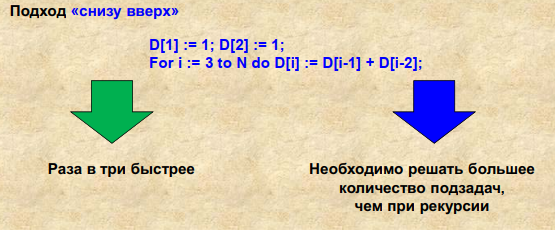 Подход «снизу вверх»
D[1] := 1; D[2] := 1;
For i := 3 to N do D[i] := D[i-1] + D[i-2];
Раза в три быстрее
Необходимо решать большее
количество подзадач,
чем при рекурсии